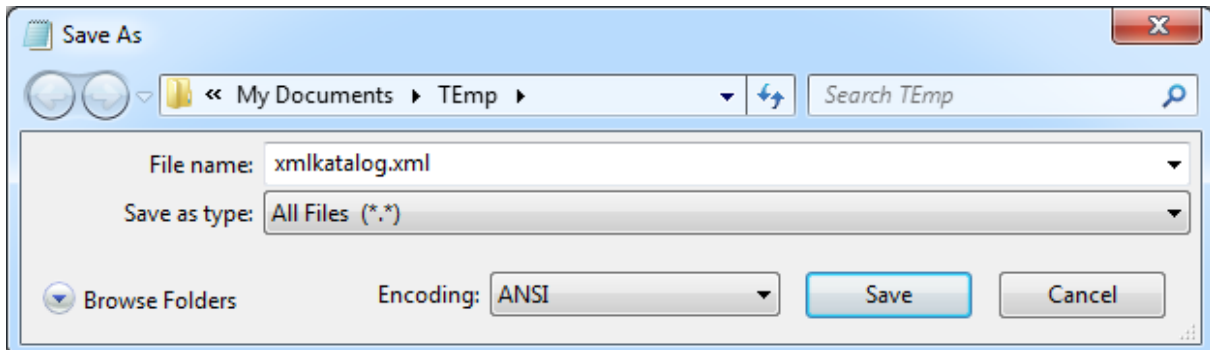 Save As
« My Documents ▸ TEmp ▸ Search TEmp
File name: xmlkatalog.xml
Save as type: All Files (*.*)
Browse Folders Encoding: ANSI Save Cancel